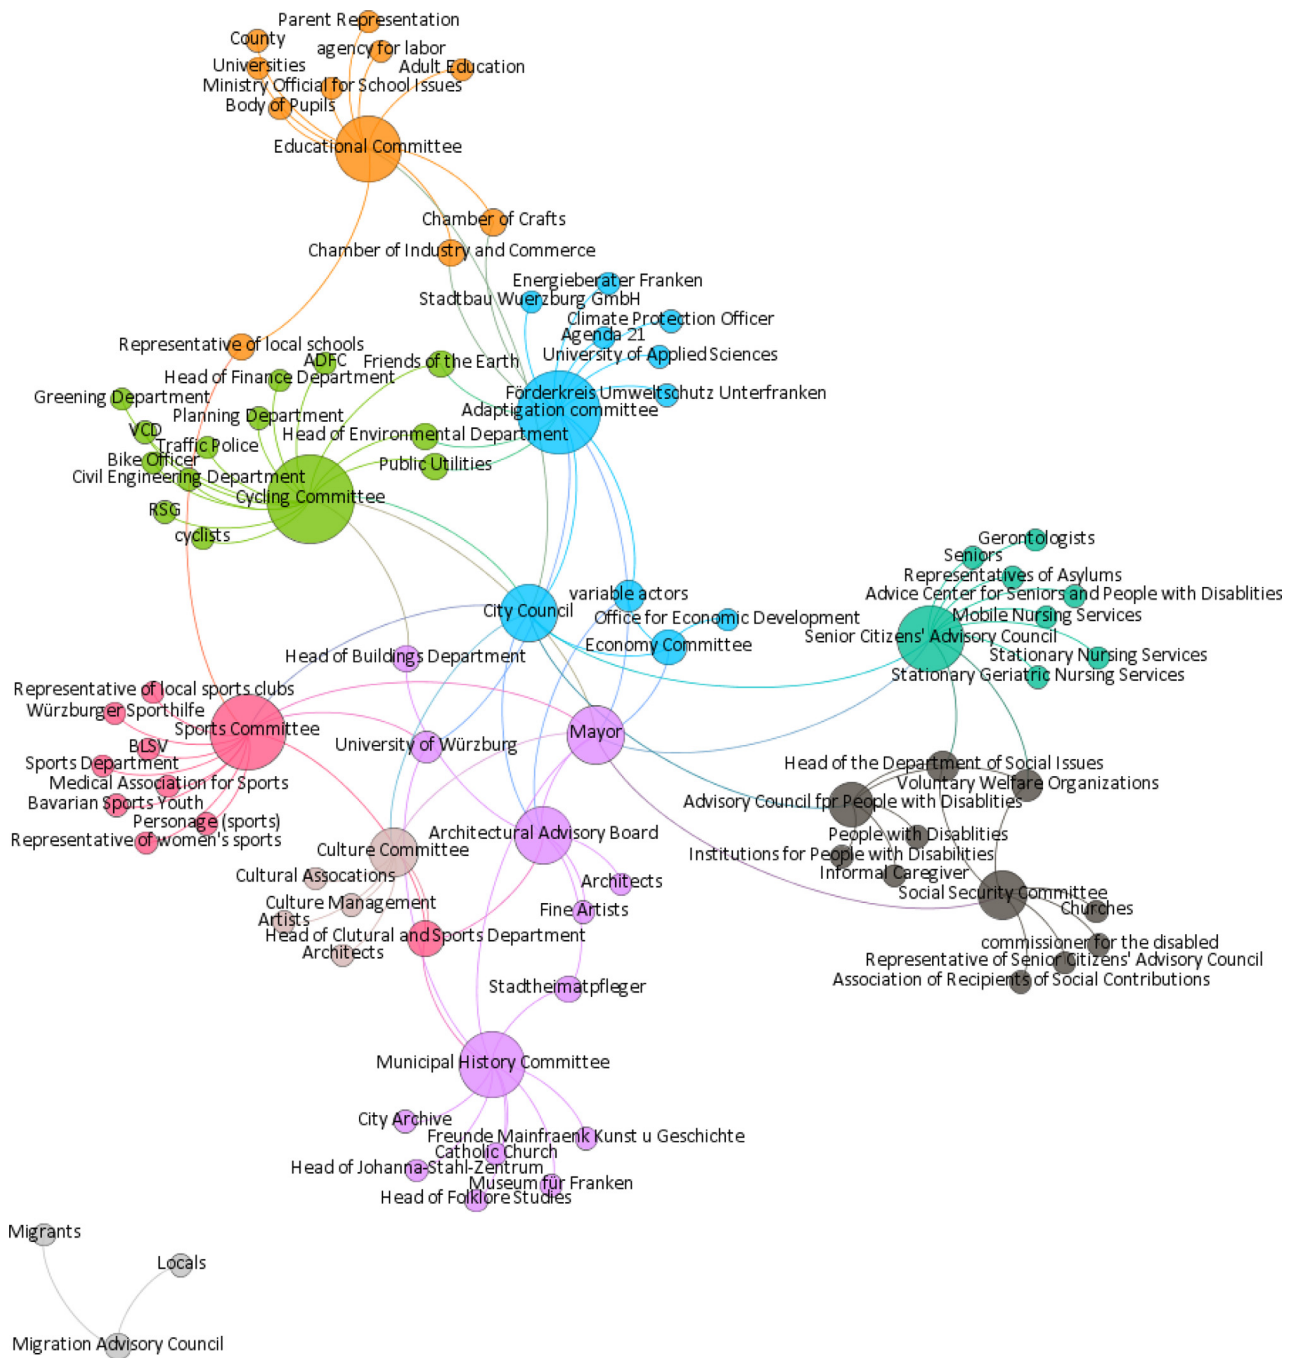 Parent Representation
County
agency for labor
Universities
Adult Education
Ministry Official for School Issues
Body of Pupils
Educational Committee
Chamber of Crafts
Chamber of Industry and Commerce
Energieberater Franken
Stadtbau Wuerzburg GmbH
Climate Protection Officer
Agenda 21
Representative of local schools
University of Applied Sciences
ADFC
Friends of the Earth
Head of Finance Department
Förderkreis Umweltschutz Unterfranken
Greening Department
Adaptigation committee
Planning Department
VCD
Head of Environmental Department
Traffic Police
Bike Officer
Public Utilities
Civil Engineering Department
Cycling Committee
RSG
cyclists
Gerontologists
Seniors
Representatives of Asylums
variable actors
Advice Center for Seniors and People with Disablities
City Council
Office for Economic Development
Mobile Nursing Services
Senior Citizens' Advisory Council
Economy Committee
Head of Buildings Department
Stationary Nursing Services
Stationary Geriatric Nursing Services
Representative of local sports clubs
Würzburger Sporthilfe
Sports Committee
Mayor
BLSV
University of Würzburg
Sports Department
Head of the Department of Social Issues
Medical Association for Sports
Voluntary Welfare Organizations
Bavarian Sports Youth
Advisory Council fpr People with Disablities
Personage (sports)
Representative of women's sports
Architectural Advisory Board
People with Disablities
Culture Committee
Institutions for People with Disabilities
Cultural Assocations
Informal Caregiver
Architects
Social Security Committee
Culture Management
Fine Artists
Churches
Artists
Head of Clutural and Sports Department
Architects
commissioner for the disabled
Representative of Senior Citizens' Advisory Council
Association of Recipients of Social Contributions
Stadtheimatpfleger
Municipal History Committee
City Archive
Freunde Mainfraenk Kunst u Geschichte
Catholic Church
Head of Johanna-Stahl-Zentrum
Museum für Franken
Head of Folklore Studies
Migrants
Locals
Migration Advisory Council